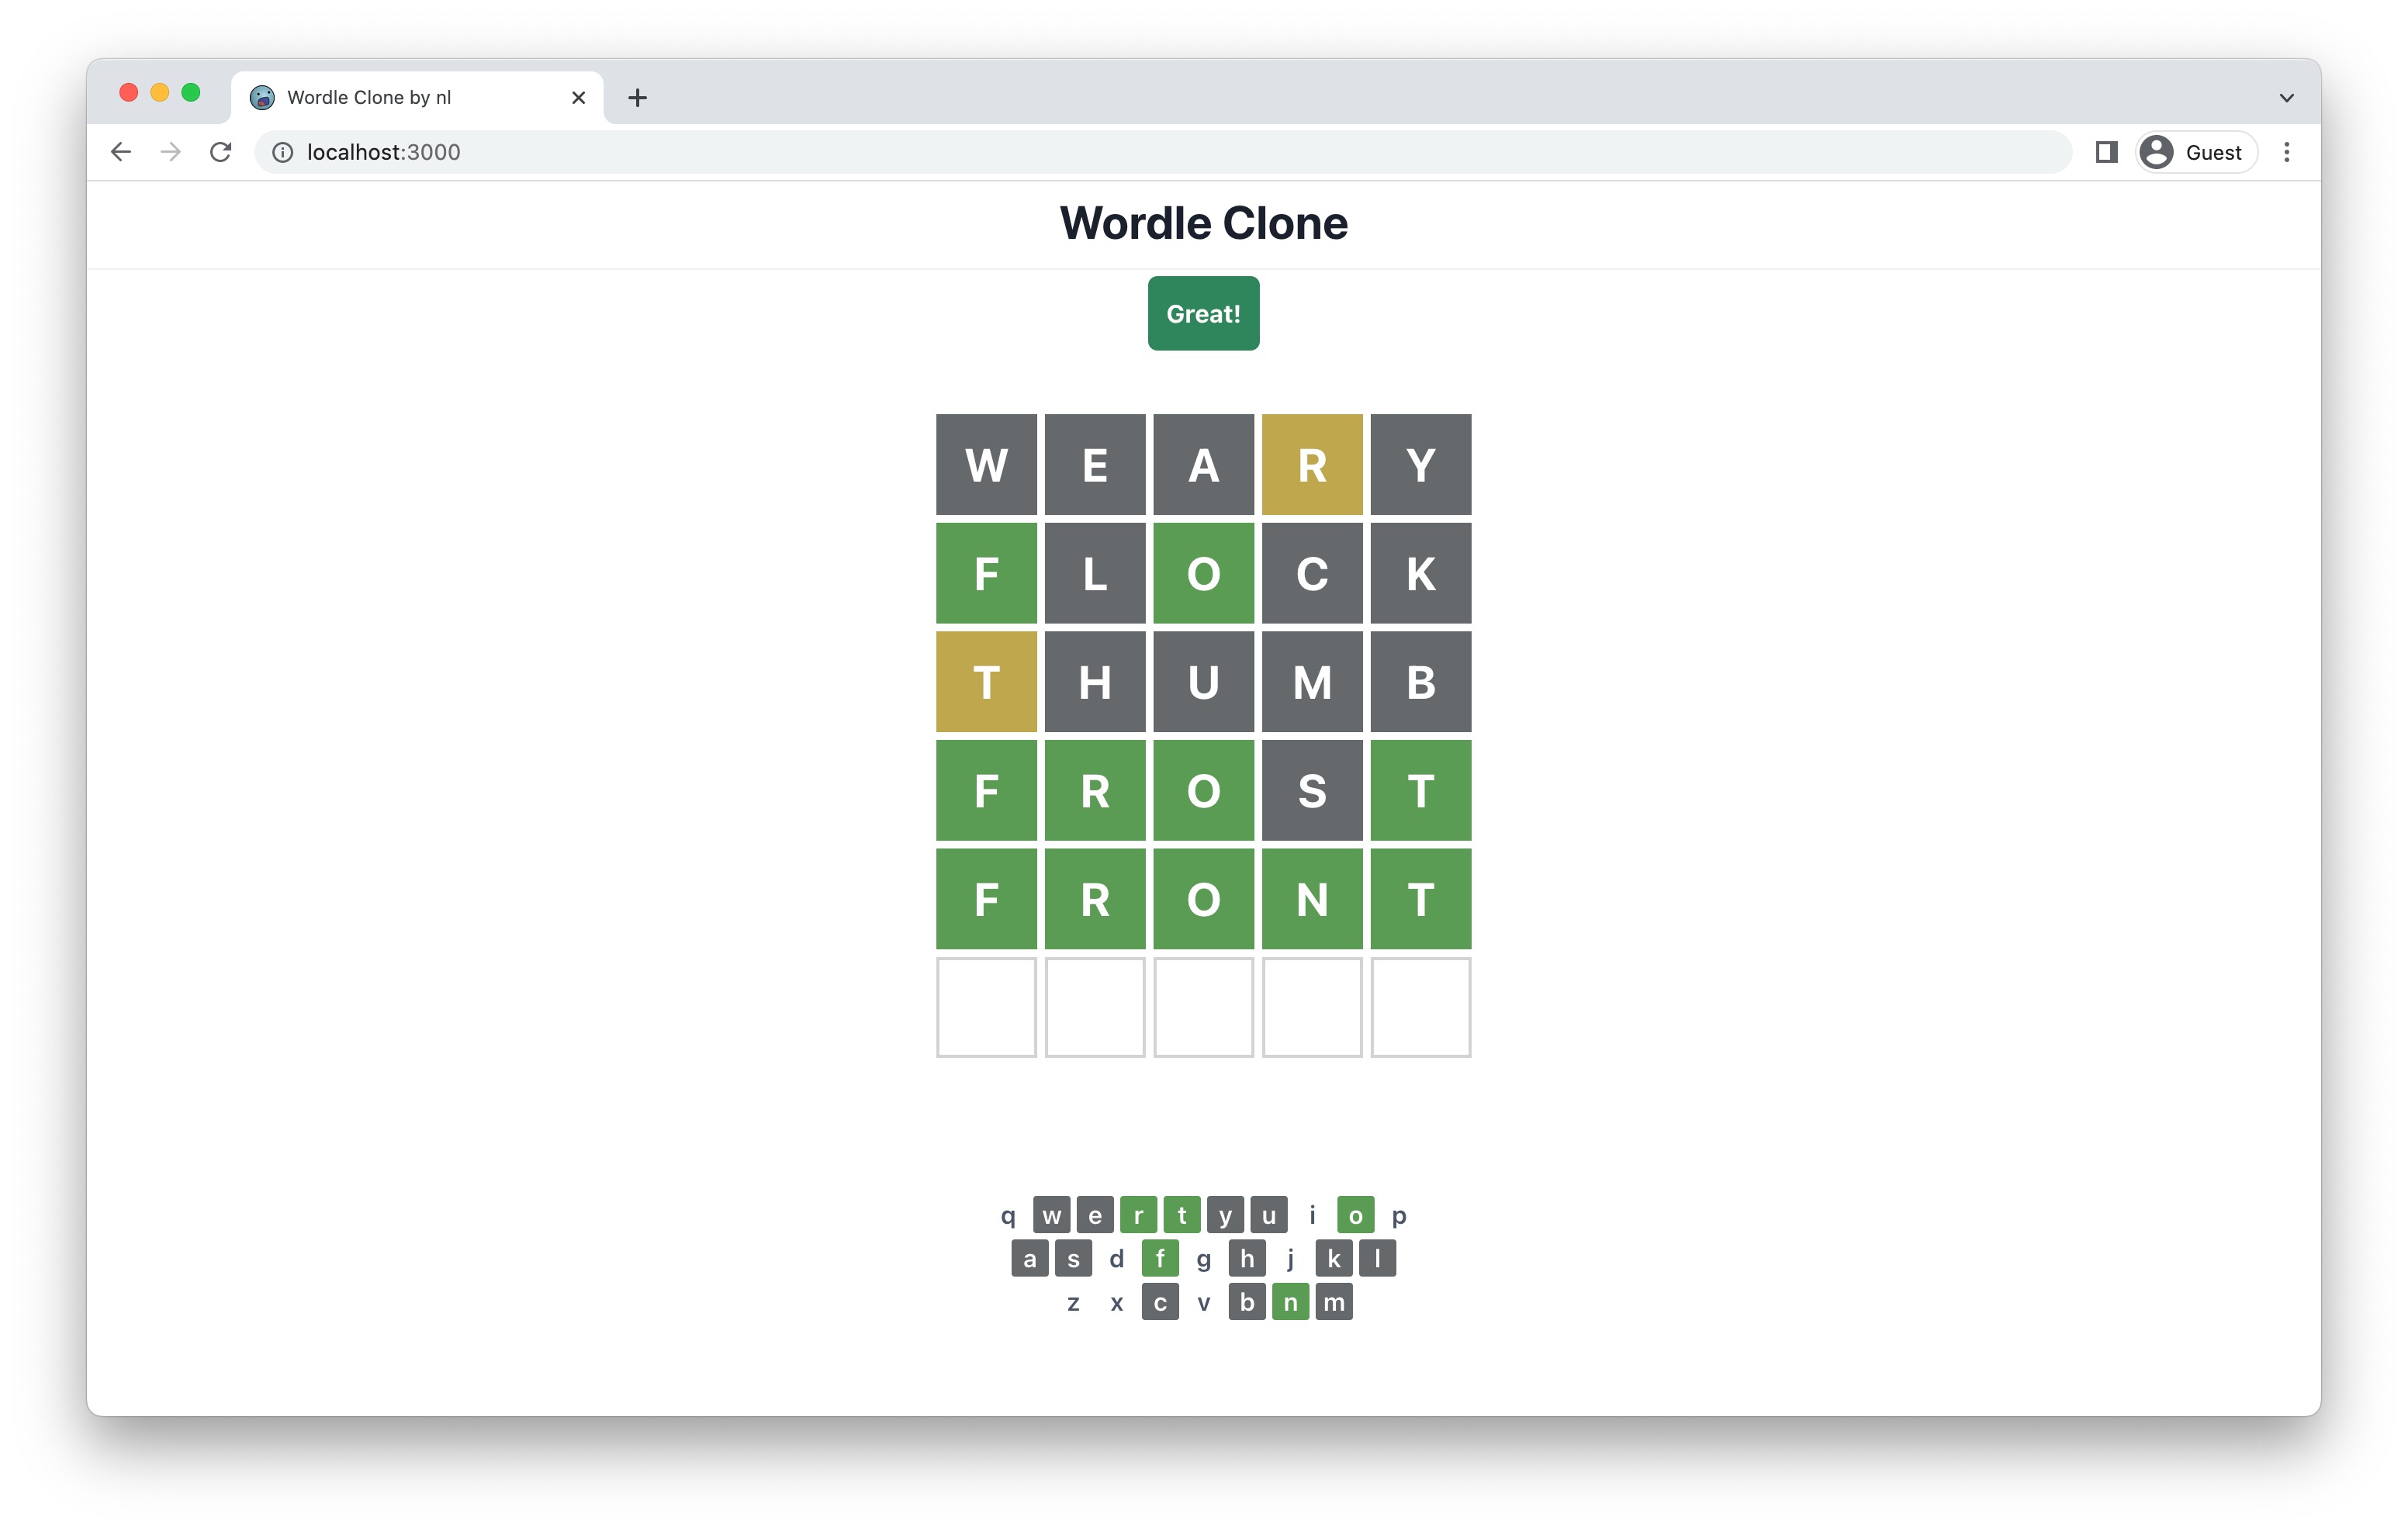 Wordle Clone by nl
localhost:3000
Guest
Wordle Clone
Great!
W E A R Y
F L O C K
T H U M B
F R O S T
F R O N T
q w e r t y u i o p
a s d f g h j k l
z x c v b n m